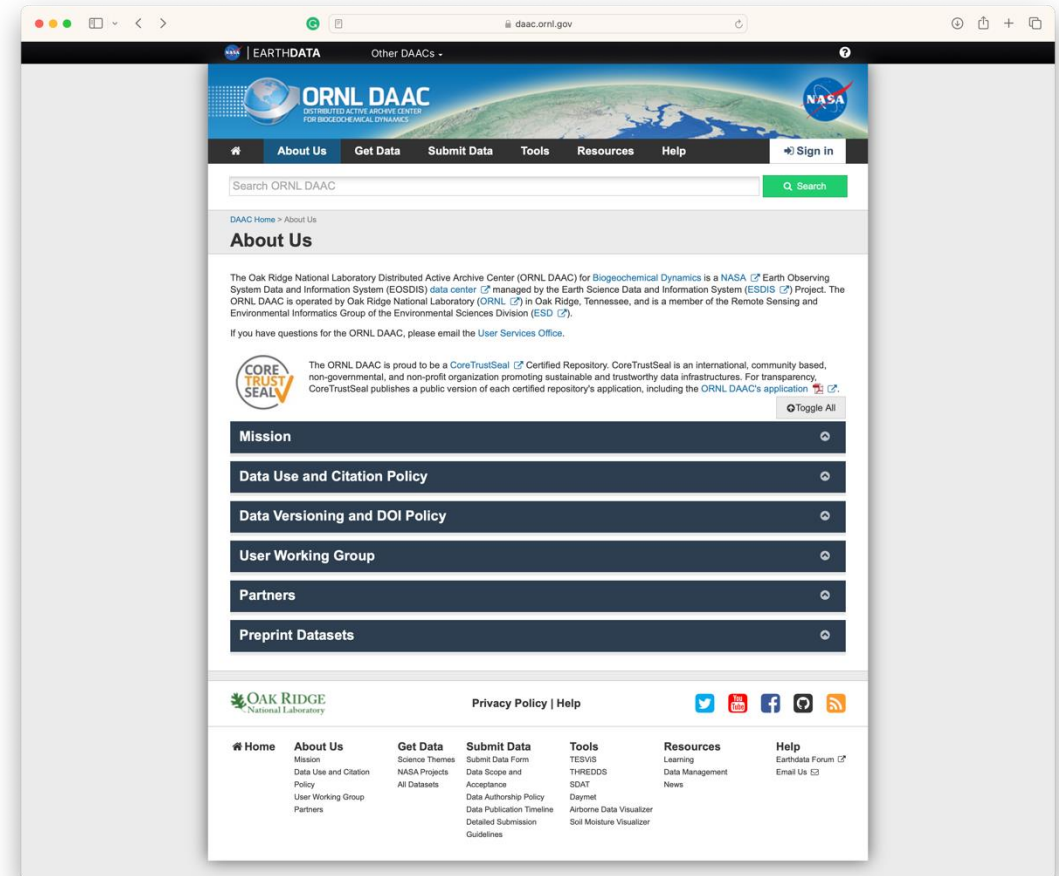 daac.ornl.gov
NASA | EARTHDATA Other DAACs
?
ORNL DAAC
DISTRIBUTED ACTIVE ARCHIVE CENTER
FOR BIOGEOCHEMICAL DYNAMICS
NASA
About Us Get Data Submit Data Tools Resources Help Sign in
Search ORNL DAAC Search
DAAC Home > About Us
About Us
The Oak Ridge National Laboratory Distributed Active Archive Center (ORNL DAAC) for Biogeochemical Dynamics is a NASA Earth Observing
System Data and Information System (EOSDIS) data center managed by the Earth Science Data and Information System (ESDIS) Project. The
ORNL DAAC is operated by Oak Ridge National Laboratory (ORNL) in Oak Ridge, Tennessee, and is a member of the Remote Sensing and
Environmental Informatics Group of the Environmental Sciences Division (ESD).
If you have questions for the ORNL DAAC, please email the User Services Office.
CORE
TRUST
SEAL
The ORNL DAAC is proud to be a CoreTrustSeal Certified Repository. CoreTrustSeal is an international, community based,
non-governmental, and non-profit organization promoting sustainable and trustworthy data infrastructures. For transparency,
CoreTrustSeal publishes a public version of each certified repository's application, including the ORNL DAAC's application.
Toggle All
Mission
Data Use and Citation Policy
Data Versioning and DOI Policy
User Working Group
Partners
Preprint Datasets
OAK RIDGE
National Laboratory
Privacy Policy | Help
You
Tube
Home
About Us
Mission
Data Use and Citation
Policy
User Working Group
Partners
Get Data
Science Themes
NASA Projects
All Datasets
Submit Data
Submit Data Form
Data Scope and
Acceptance
Data Authorship Policy
Data Publication Timeline
Detailed Submission
Guidelines
Tools
TESViS
THREDDS
SDAT
Daymet
Airborne Data Visualizer
Soil Moisture Visualizer
Resources
Learning
Data Management
News
Help
Earthdata Forum
Email Us